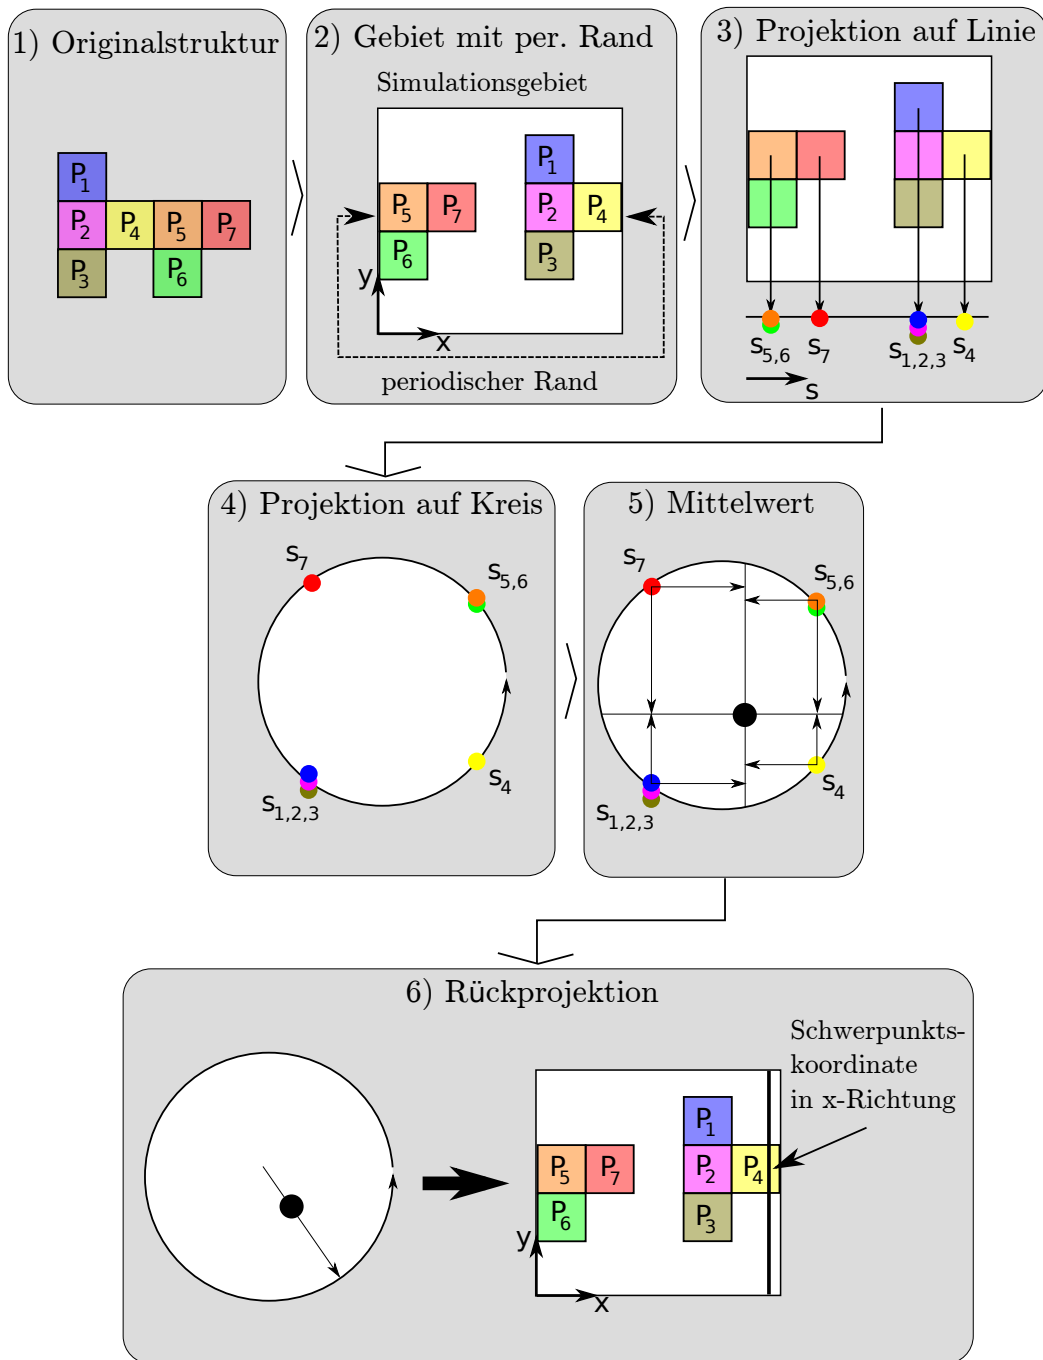 1) Originalstruktur
P1
P2 P4 P5 P7
P3 P6
2) Gebiet mit per. Rand
Simulationsgebiet
P1
P5 P7 P2 P4
P6 P3
y
x
periodischer Rand
3) Projektion auf Linie
s5,6 s7 s1,2,3 s4
s
4) Projektion auf Kreis
s7
s5,6
s4
s1,2,3
5) Mittelwert
s7
s5,6
s4
s1,2,3
6) Rückprojektion
Schwerpunkts-
koordinate
in x-Richtung
P1
P5 P7 P2 P4
P6 P3
y
x